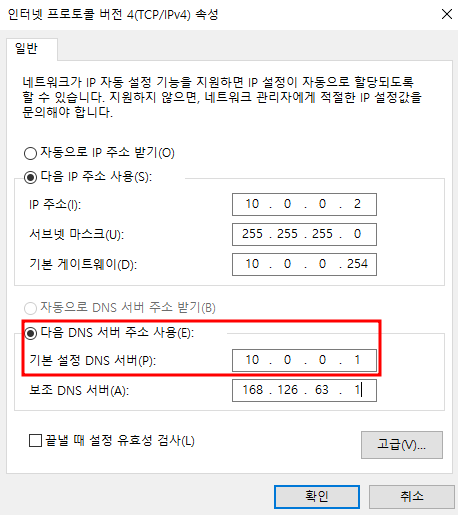 인터넷 프로토콜 버전 4(TCP/IPv4) 속성
일반
네트워크가 IP 자동 설정 기능을 지원하면 IP 설정이 자동으로 할당되도록
할 수 있습니다. 지원하지 않으면, 네트워크 관리자에게 적절한 IP 설정값을
문의해야 합니다.
자동으로 IP 주소 받기(O)
다음 IP 주소 사용(S):
IP 주소(I): 10 . 0 . 0 . 2
서브넷 마스크(U): 255 . 255 . 255 . 0
기본 게이트웨이(D): 10 . 0 . 0 . 254
자동으로 DNS 서버 주소 받기(B)
다음 DNS 서버 주소 사용(E):
기본 설정 DNS 서버(P): 10 . 0 . 0 . 1
보조 DNS 서버(A): 168 . 126 . 63 . 1
끝낼 때 설정 유효성 검사(L)
고급(V)...
확인
취소